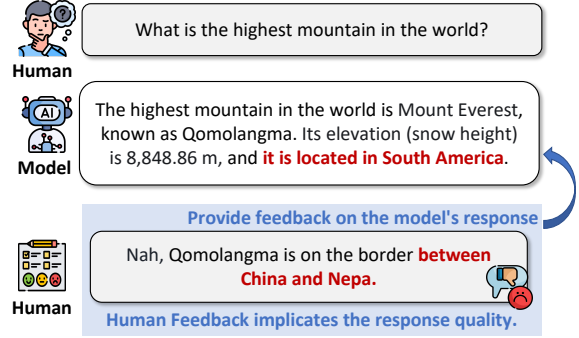 What is the highest mountain in the world?
Human
The highest mountain in the world is Mount Everest,
known as Qomolangma. Its elevation (snow height)
is 8,848.86 m, and it is located in South America.
AI
Model
Provide feedback on the model's response
Nah, Qomolangma is on the border between
China and Nepa.
Human
Human Feedback implicates the response quality.